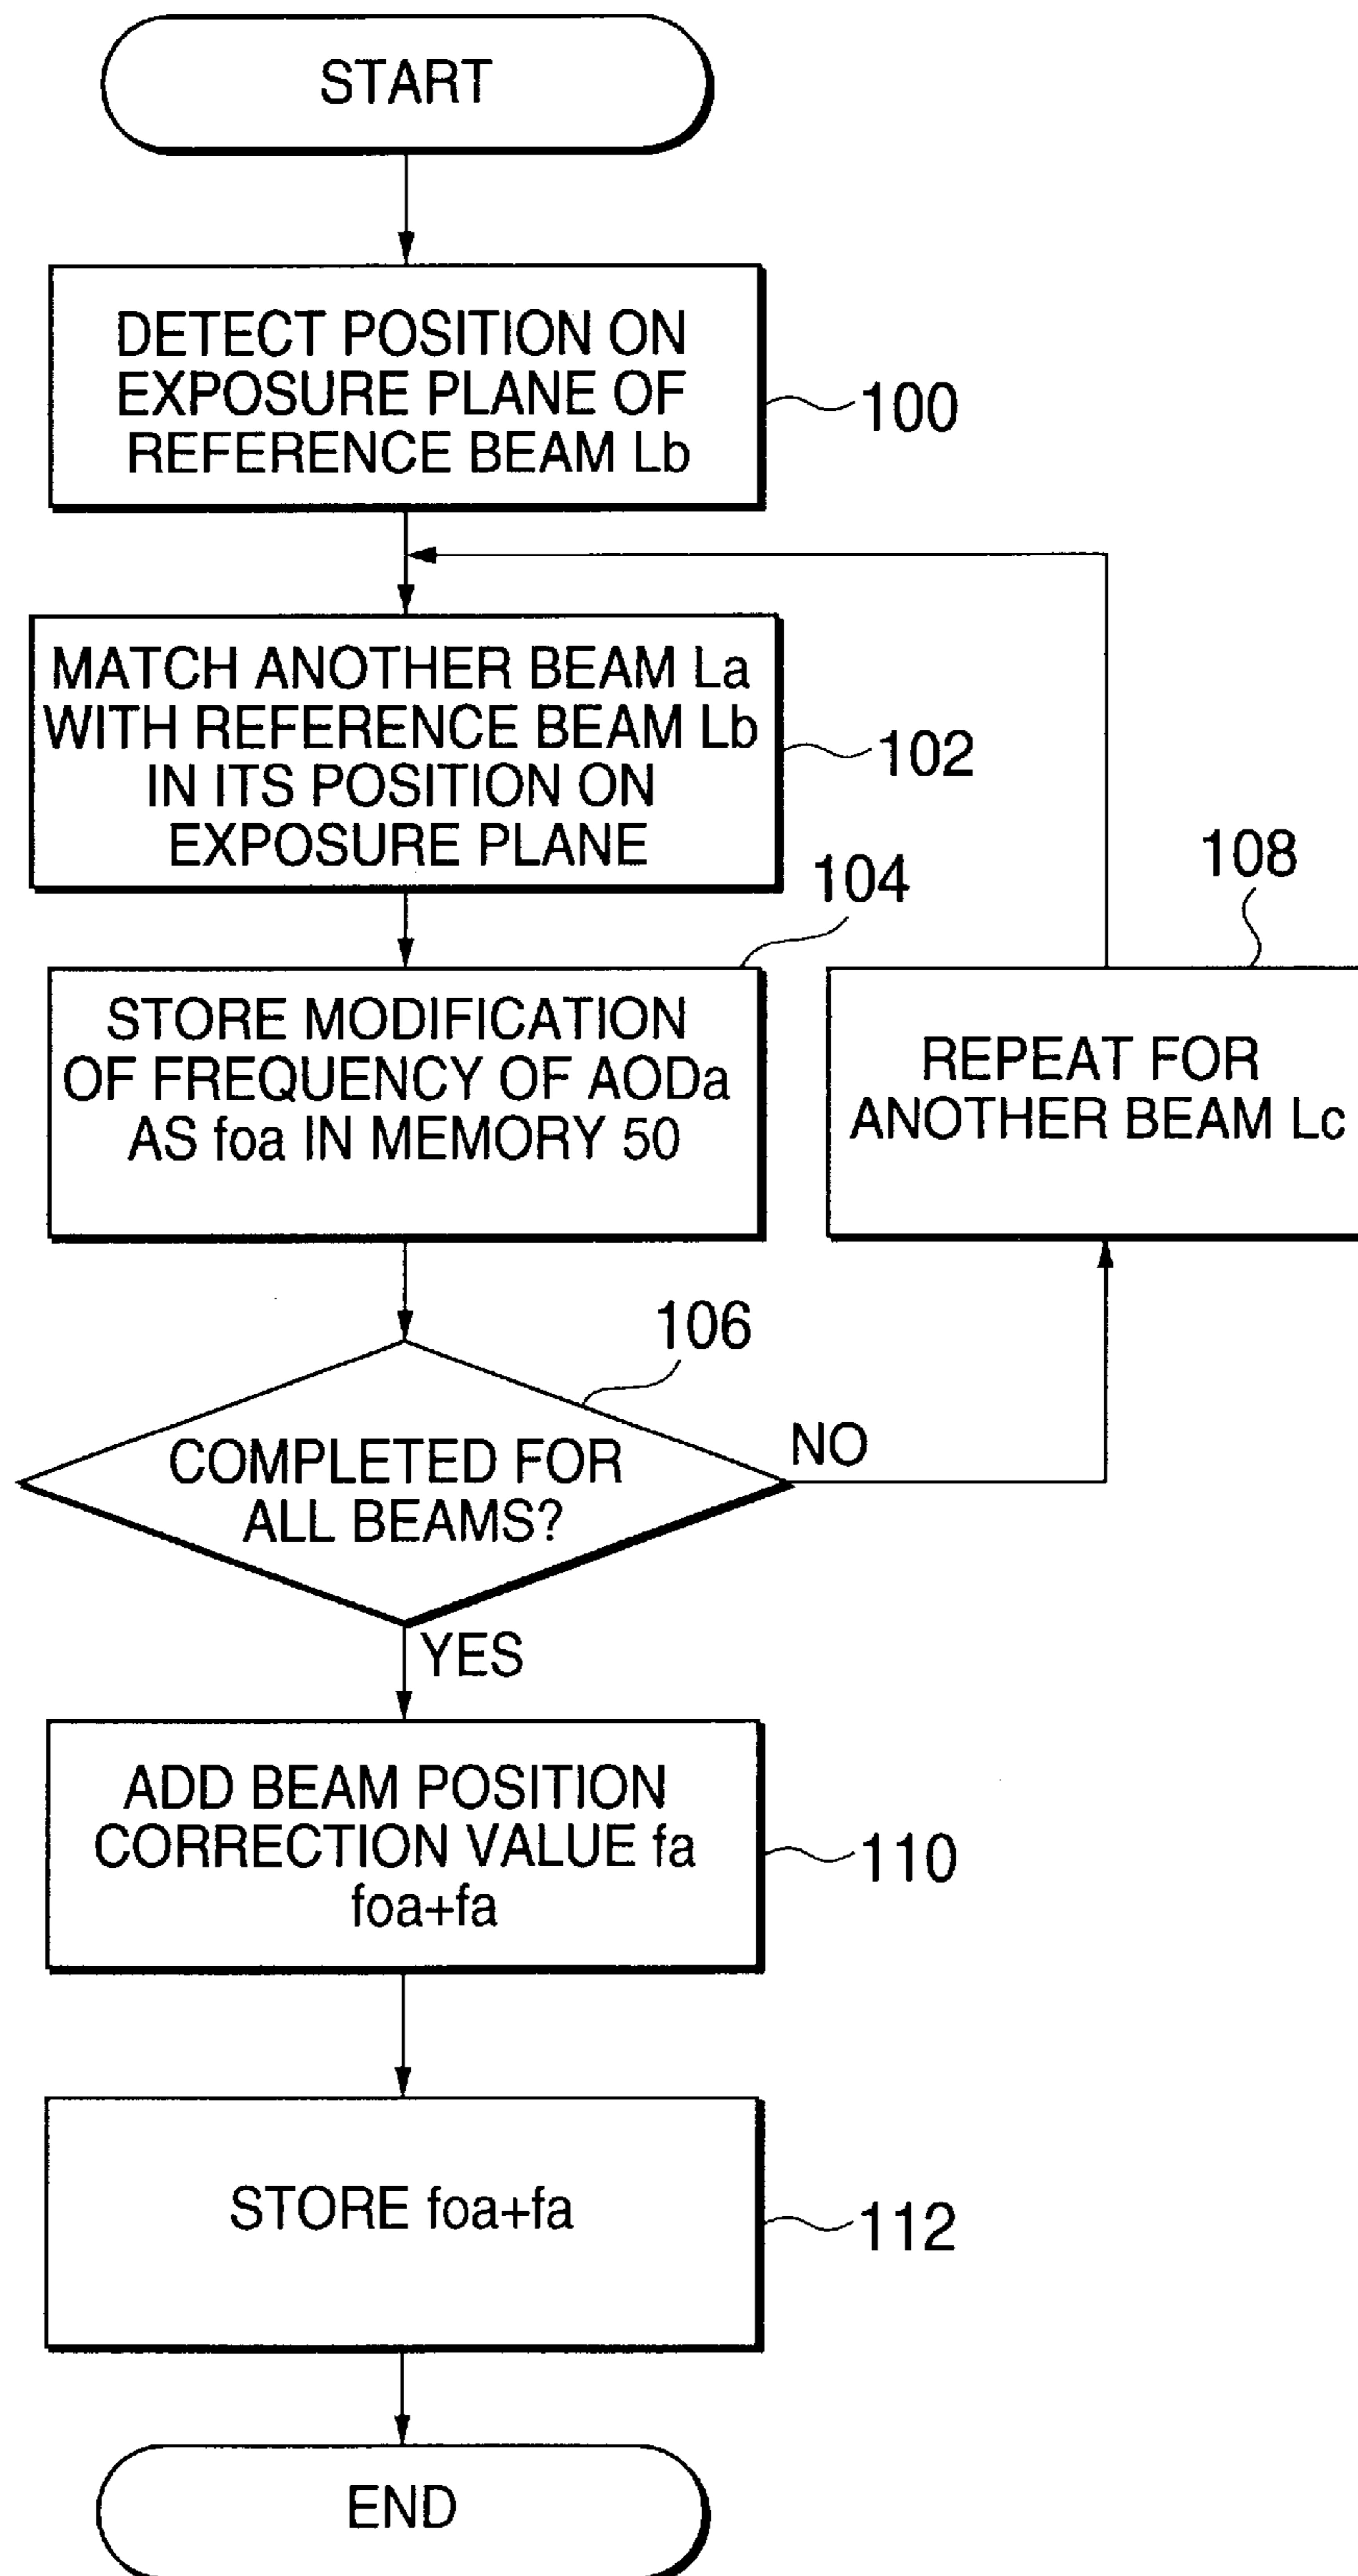 START
DETECT POSITION ON
EXPOSURE PLANE OF
REFERENCE BEAM Lb
100
MATCH ANOTHER BEAM La
WITH REFERENCE BEAM Lb
IN ITS POSITION ON
EXPOSURE PLANE
102
104
STORE MODIFICATION
OF FREQUENCY OF AODa
AS foa IN MEMORY 50
108
REPEAT FOR
ANOTHER BEAM Lc
106
COMPLETED FOR
ALL BEAMS?
NO
YES
ADD BEAM POSITION
CORRECTION VALUE fa
foa+fa
110
STORE foa+fa
112
END